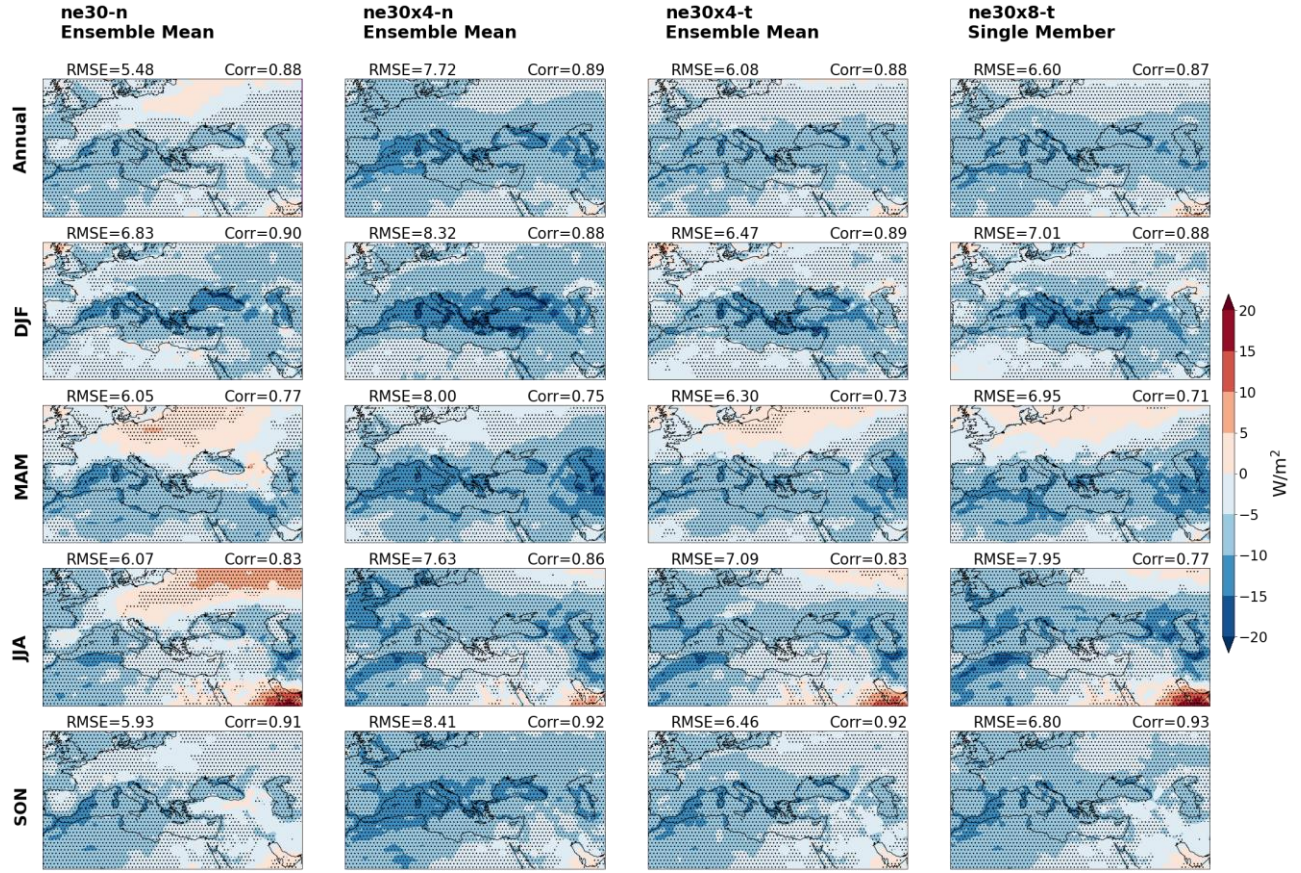 ne30-n
Ensemble Mean
ne30x4-n
Ensemble Mean
ne30x4-t
Ensemble Mean
ne30x8-t
Single Member
Annual
RMSE=5.48 Corr=0.88
RMSE=7.72 Corr=0.89
RMSE=6.08 Corr=0.88
RMSE=6.60 Corr=0.87
DJF
RMSE=6.83 Corr=0.90
RMSE=8.32 Corr=0.88
RMSE=6.47 Corr=0.89
RMSE=7.01 Corr=0.88
MAM
RMSE=6.05 Corr=0.77
RMSE=8.00 Corr=0.75
RMSE=6.30 Corr=0.73
RMSE=6.95 Corr=0.71
JJA
RMSE=6.07 Corr=0.83
RMSE=7.63 Corr=0.86
RMSE=7.09 Corr=0.83
RMSE=7.95 Corr=0.77
SON
RMSE=5.93 Corr=0.91
RMSE=8.41 Corr=0.92
RMSE=6.46 Corr=0.92
RMSE=6.80 Corr=0.93
20
15
10
5
0
−5
−10
−15
−20
W/m²